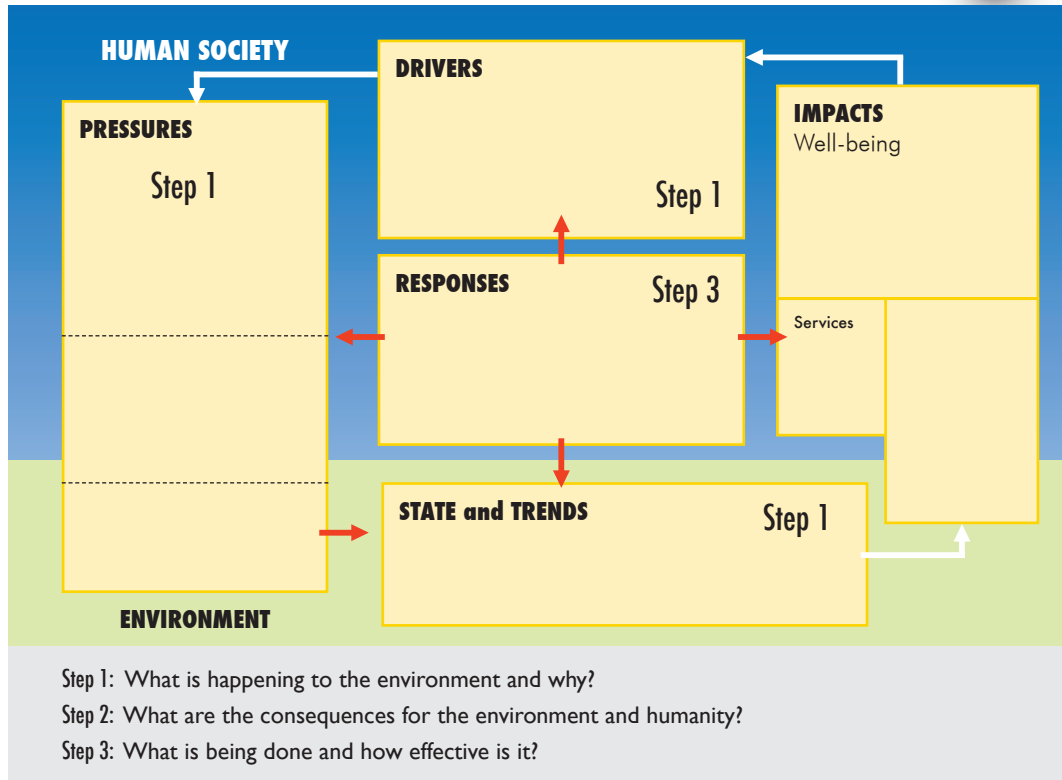 HUMAN SOCIETY
DRIVERS
Step 1
PRESSURES
Step 1
IMPACTS
Well-being
RESPONSES
Step 3
Services
STATE and TRENDS
Step 1
ENVIRONMENT
Step 1: What is happening to the environment and why?
Step 2: What are the consequences for the environment and humanity?
Step 3: What is being done and how effective is it?